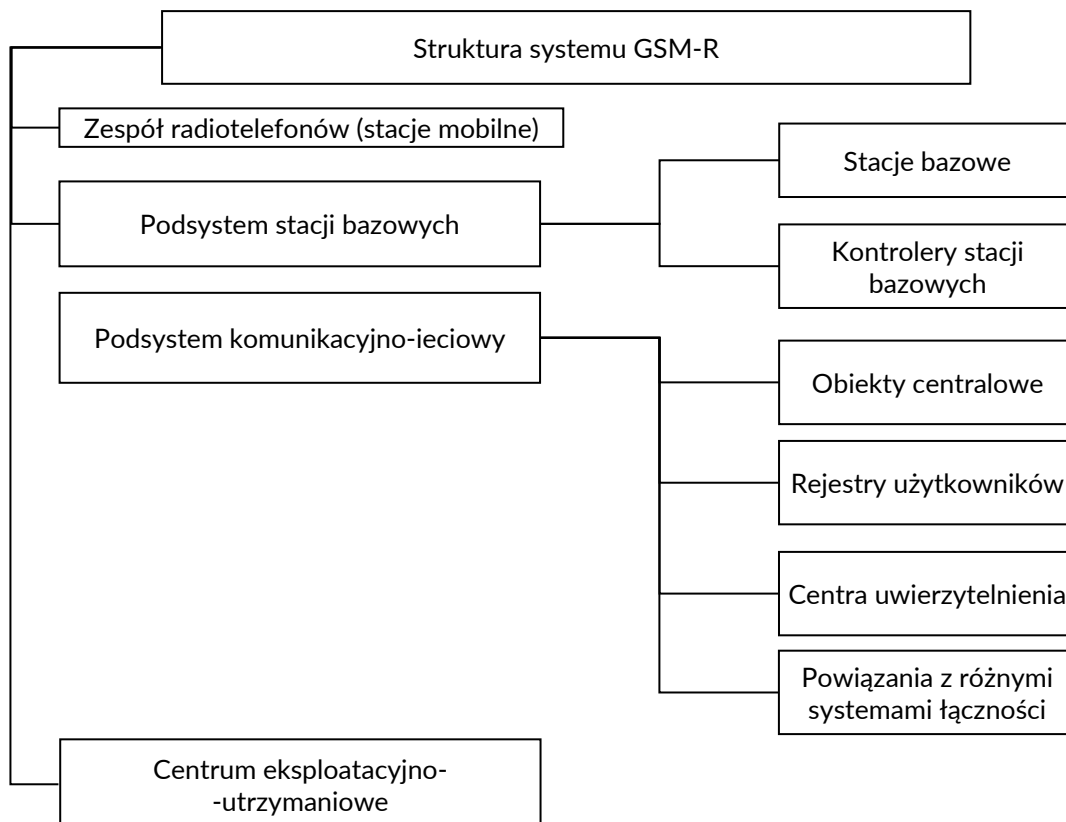 Struktura systemu GSM-R
Zespół radiotelefonów (stacje mobilne)
Podsystem stacji bazowych
Stacje bazowe
Kontrolery stacji
bazowych
Podsystem komunikacyjno-ieciowy
Obiekty centralowe
Rejestry użytkowników
Centra uwierzytelnienia
Powiązania z różnymi
systemami łączności
Centrum eksploatacyjno-
-utrzymaniowe